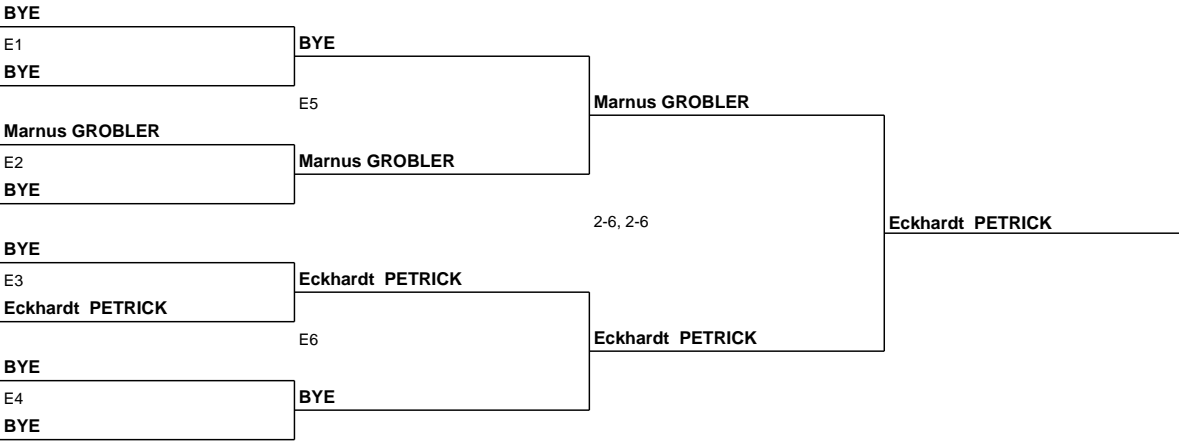 BYE
E1
BYE
BYE
E5
Marnus GROBLER
Marnus GROBLER
E2
Marnus GROBLER
BYE
2-6, 2-6
Eckhardt  PETRICK
BYE
E3
Eckhardt  PETRICK
Eckhardt  PETRICK
E6
Eckhardt  PETRICK
BYE
E4
BYE
BYE